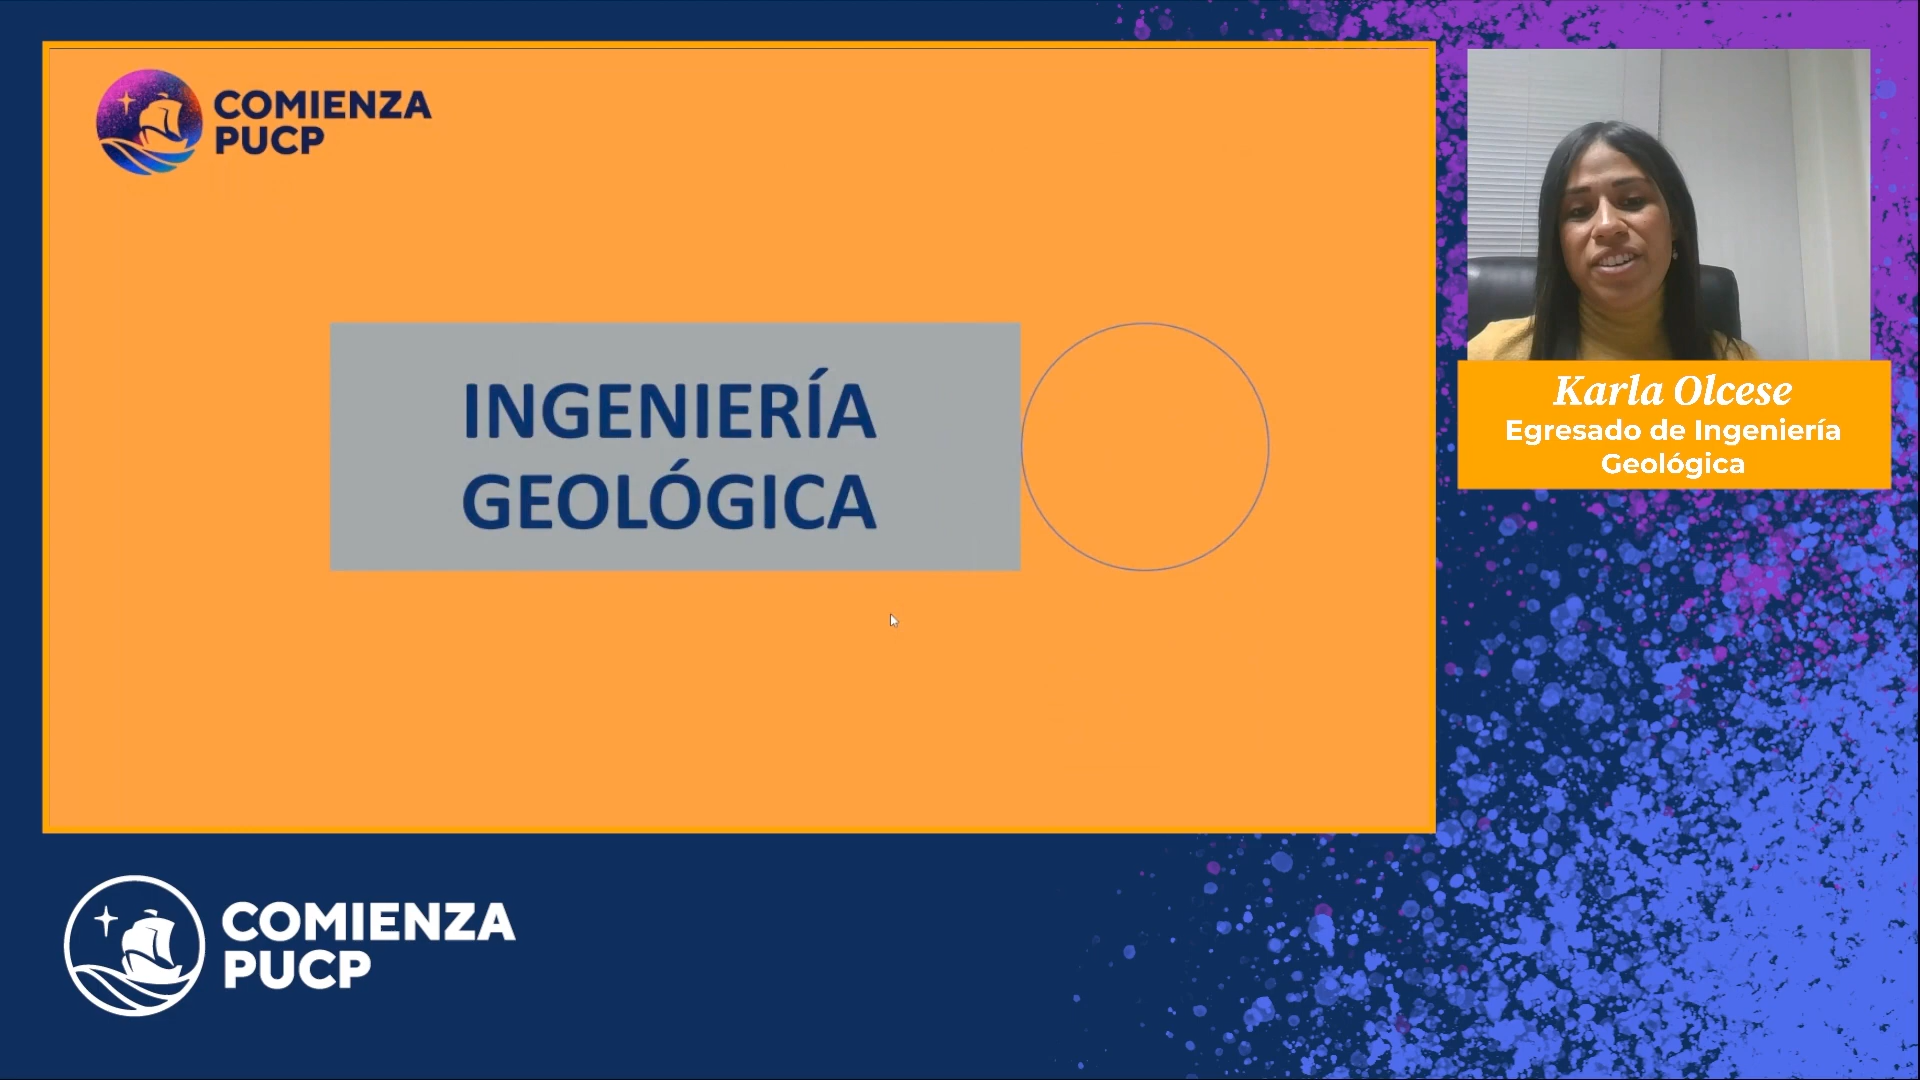 COMIENZA
PUCP
INGENIERÍA
GEOLÓGICA
Karla Olcese
Egresado de Ingeniería
Geológica
COMIENZA
PUCP